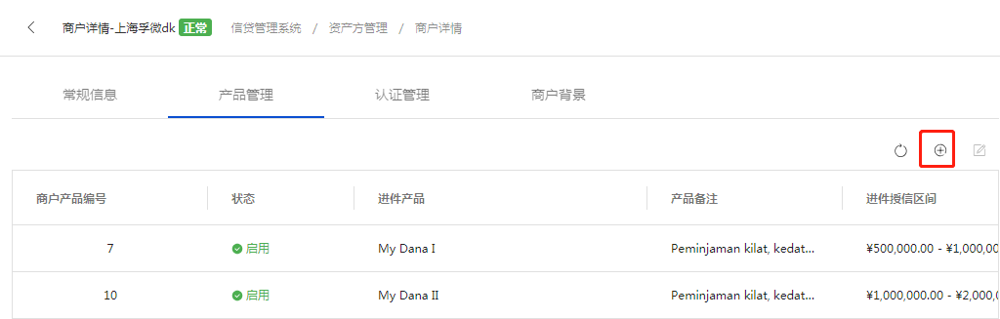 商户详情-上海孚微dk 正常 信贷管理系统 / 资产方管理 / 商户详情
常规信息 产品管理 认证管理 商户背景
商户产品编号 状态 进件产品 产品备注 进件授信区间
7 启用 My Dana I Peminjaman kilat, kedat... ¥500,000.00 - ¥1,000,00
10 启用 My Dana II Peminjaman kilat, kedat... ¥1,000,000.00 - ¥2,000,